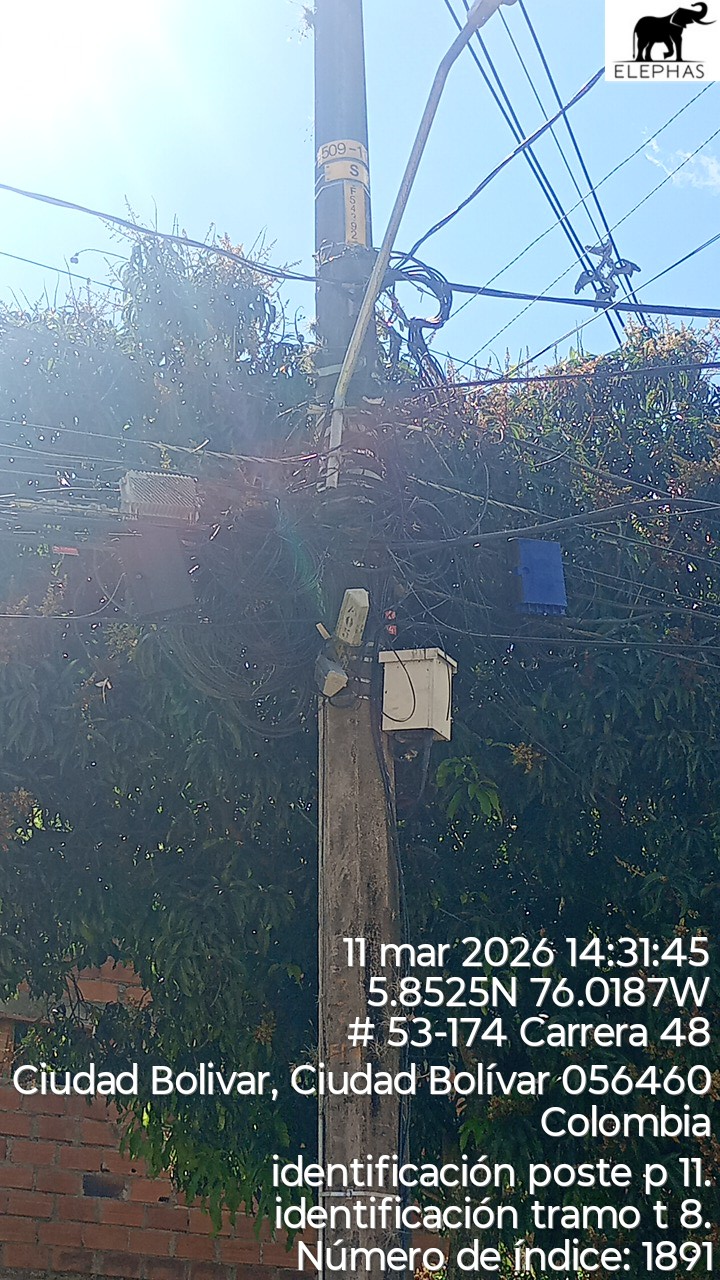 ELEPHAS
509-1
S
11 mar 2026 14:31:45
5.8525N 76.0187W
# 53-174 Carrera 48
Ciudad Bolivar, Ciudad Bolívar 056460
Colombia
identificación poste p 11.
identificación tramo t 8.
Número de índice: 1891